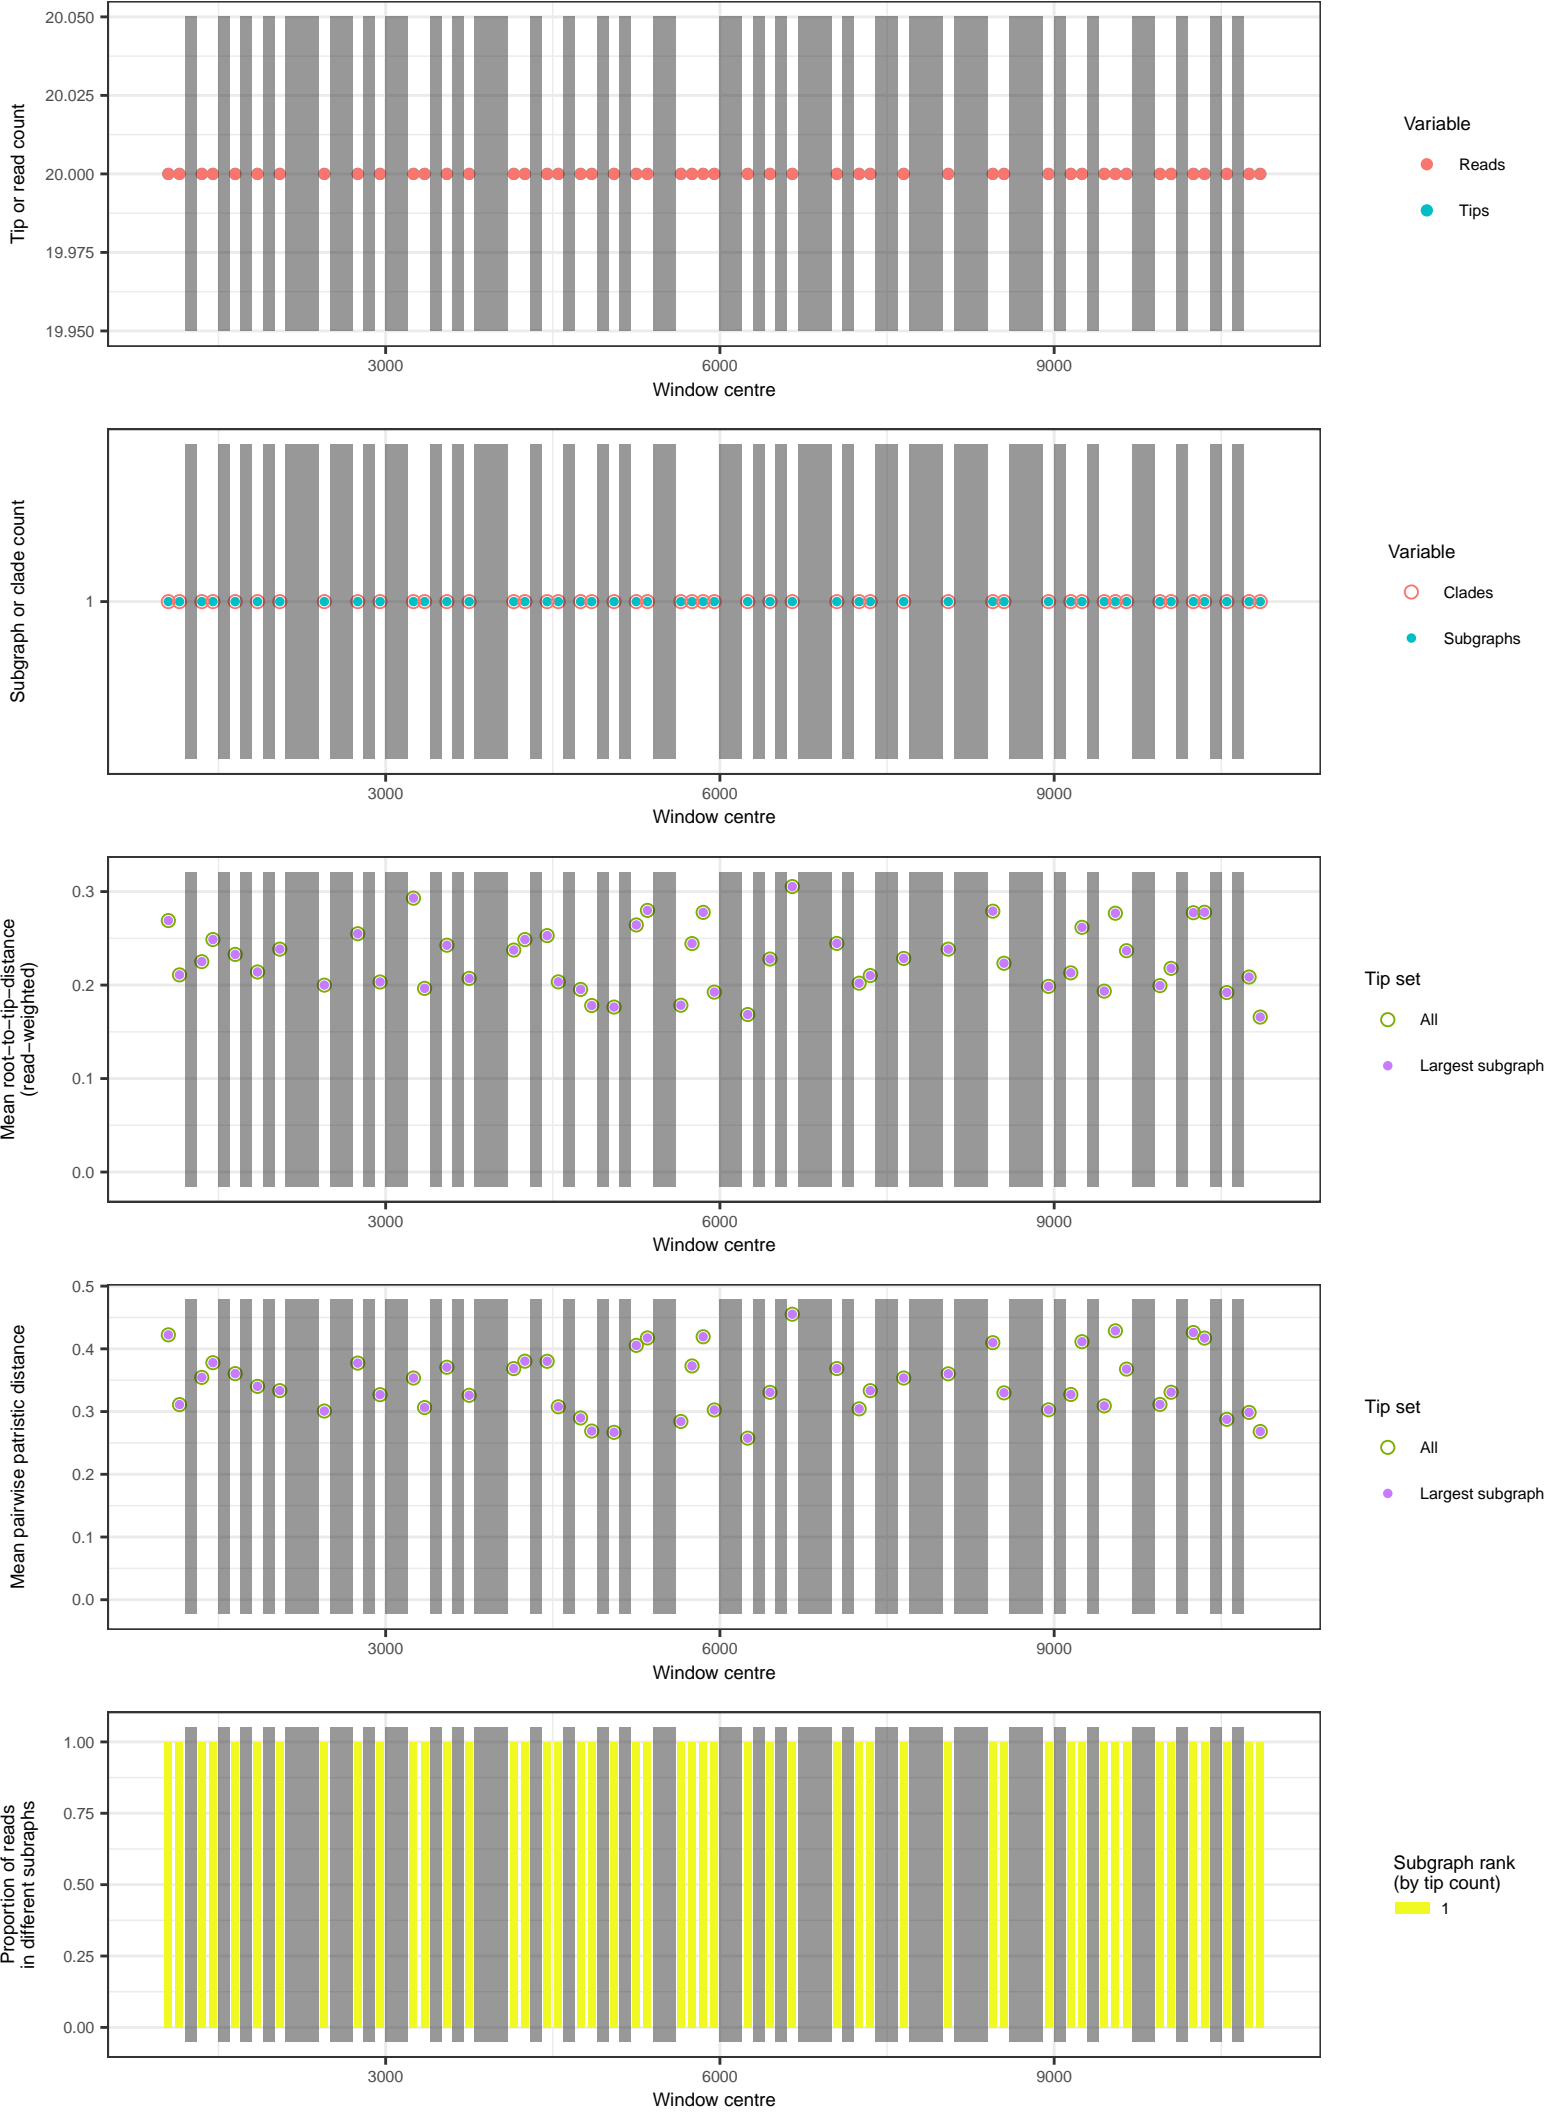 Tip or read count
20.050
20.025
20.000
19.975
19.950
3000
6000
9000
Window centre
Variable
Reads
Tips
Subgraph or clade count
1
3000
6000
9000
Window centre
Variable
Clades
Subgraphs
Mean root−to−tip−distance
(read−weighted)
0.3
0.2
0.1
0.0
3000
6000
9000
Window centre
Tip set
All
Largest subgraph
Mean pairwise patristic distance
0.5
0.4
0.3
0.2
0.1
0.0
3000
6000
9000
Window centre
Tip set
All
Largest subgraph
Proportion of reads
in different subraphs
1.00
0.75
0.50
0.25
0.00
3000
6000
9000
Window centre
Subgraph rank
(by tip count)
1